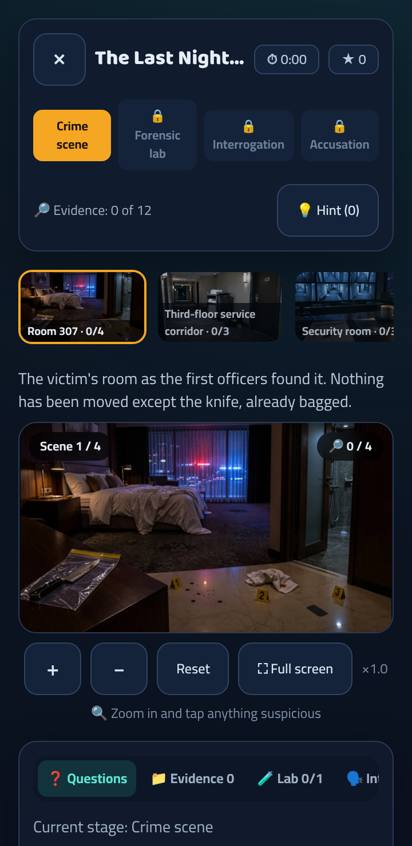 × The Last Night... ⏱ 0:00 ★ 0
Crime
scene
🔒
Forensic
lab
🔒
Interrogation
🔒
Accusation
🔎 Evidence: 0 of 12
💡 Hint (0)
Room 307 · 0/4
Third-floor service
corridor · 0/3
Security room · 0/3
The victim's room as the first officers found it. Nothing
has been moved except the knife, already bagged.
Scene 1 / 4
🔎 0 / 4
1
2
+
−
Reset
⛶ Full screen
×1.0
🔍 Zoom in and tap anything suspicious
❓ Questions
📁 Evidence 0
🧪 Lab 0/1
🗣 Int
Current stage: Crime scene